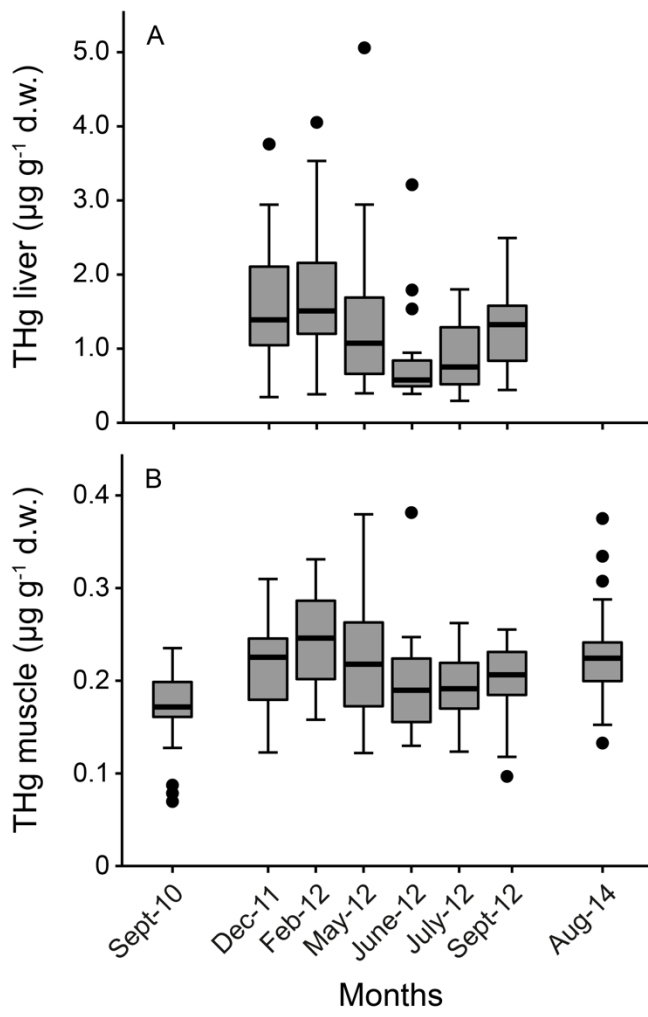 A
THg liver (µg g⁻¹ d.w.)
5.0
4.0
3.0
2.0
1.0
0
B
THg muscle (µg g⁻¹ d.w.)
0.4
0.3
0.2
0.1
0
Sept-10
Dec-11
Feb-12
May-12
June-12
July-12
Sept-12
Aug-14
Months